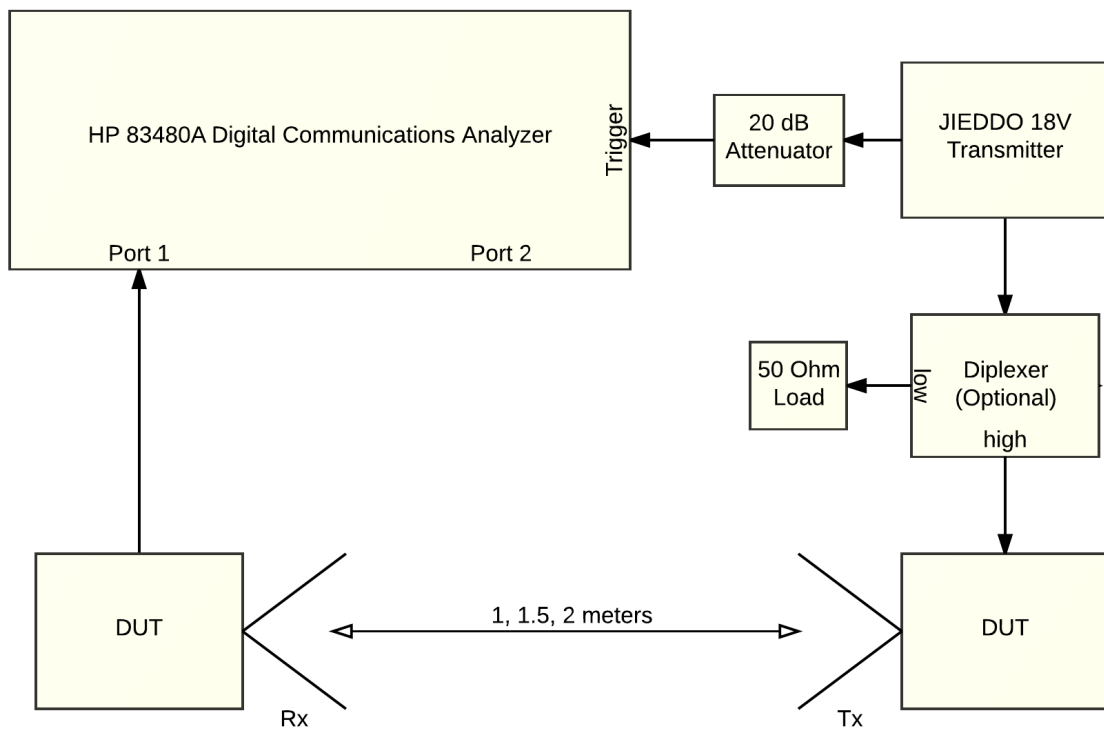 HP 83480A Digital Communications Analyzer
Trigger
20 dB
Attenuator
JIEDDO 18V
Transmitter
Port 1
Port 2
50 Ohm
Load
low
Diplexer
(Optional)
high
DUT
1, 1.5, 2 meters
DUT
Rx
Tx